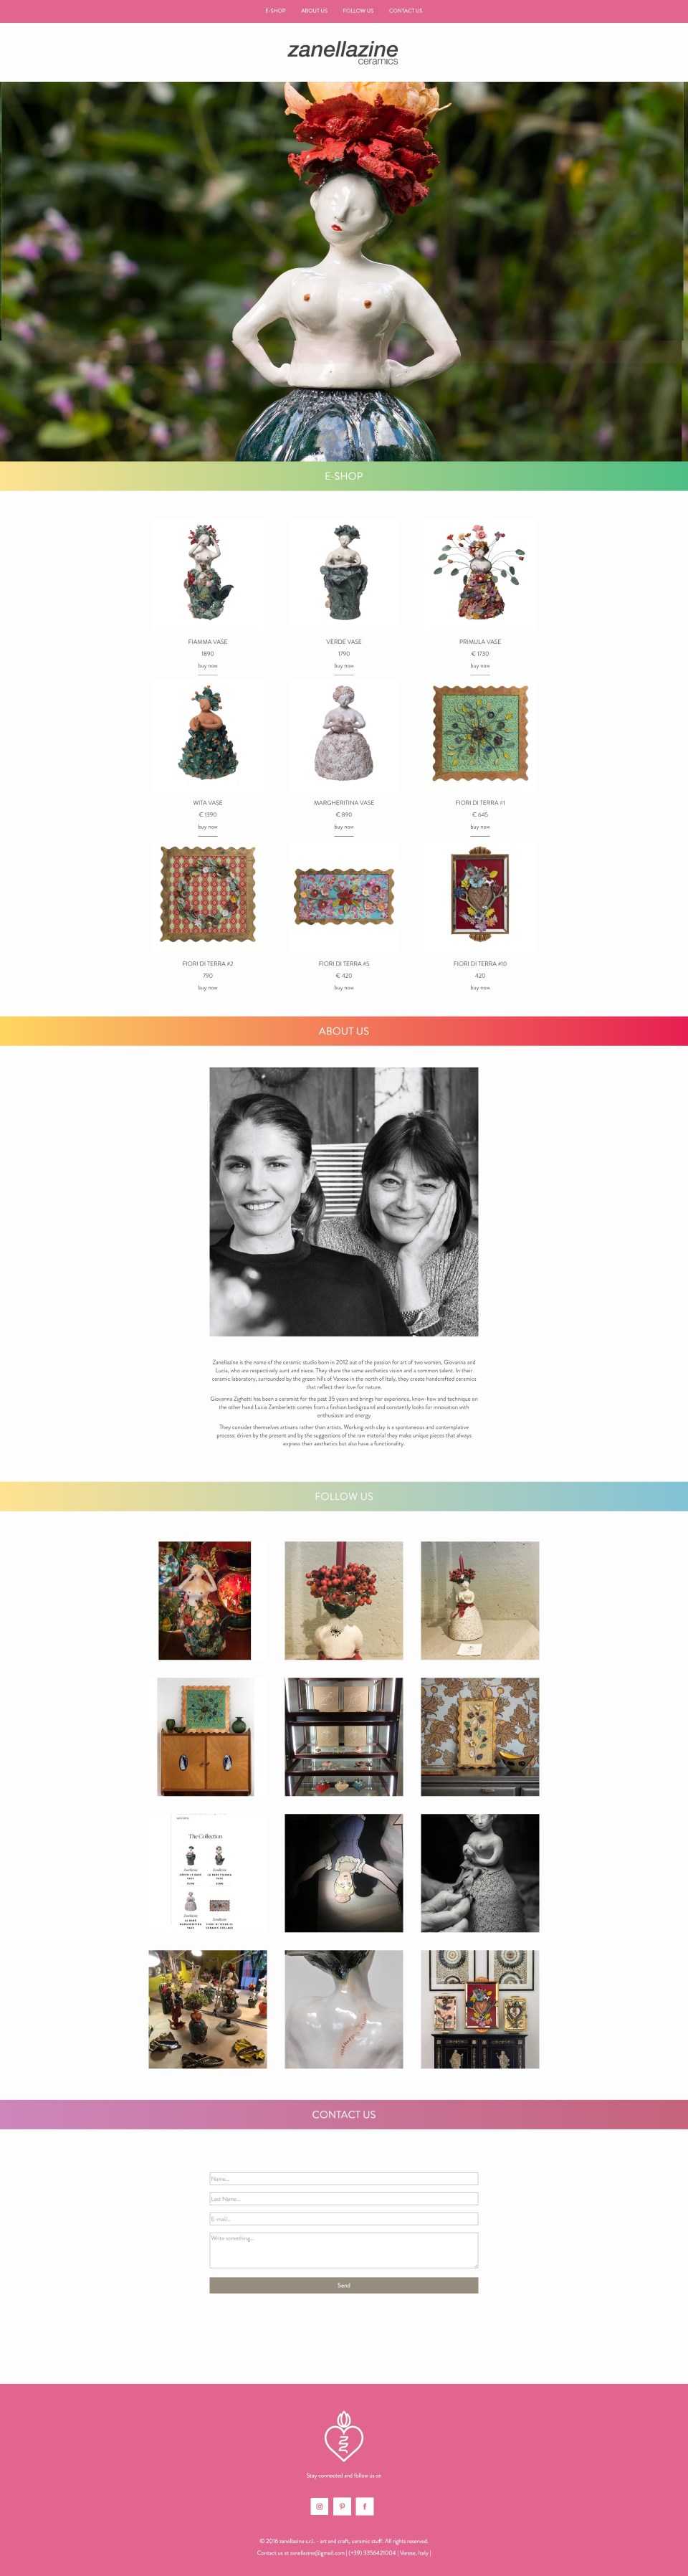 E-SHOP ABOUT US FOLLOW US CONTACT US
zanellazine
ceramics
E-SHOP
FIAMMA VASE VERDE VASE PRIMULA VASE
1890 1790 € 1730
buy now buy now buy now
WITA VASE MARGHERITINA VASE FIORI DI TERRA #1
€ 1390 € 890 € 645
buy now buy now buy now
FIORI DI TERRA #2 FIORI DI TERRA #5 FIORI DI TERRA #10
790 € 420 420
buy now buy now buy now
ABOUT US
Zanellazine is the name of the ceramic studio born in 2012 out of the passion for art of two women, Giovanna and
Lucia, who are respectively aunt and niece. They share the same aesthetics vision and a common talent. In their
ceramic laboratory, surrounded by the green hills of Varese in the north of Italy, they create handcrafted ceramics
that reflect their love for nature.
Giovanna Zighetti has been a ceramist for the past 35 years and brings her experience, know-how and technique on
the other hand Lucia Zamberletti comes from a fashion background and constantly looks for innovation with
enthusiasm and energy
They consider themselves artisans rather than artists. Working with clay is a spontaneous and contemplative
process: driven by the present and by the suggestions of the raw material they make unique pieces that always
express their aesthetics but also have a functionality.
FOLLOW US
The Collection
CONTACT US
Name...
Last Name...
E-mail...
Write something...
Send
Stay connected and follow us on
© 2016 zanellazine s.r.l. - art and craft, ceramic stuff. All rights reserved.
Contact us at zanellazine@gmail.com | (+39) 3356421004 | Varese, Italy |